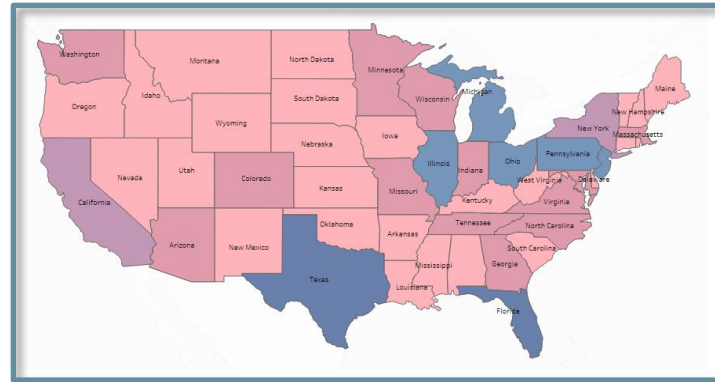 Washington
Montana
North Dakota
Minnesota
Maine
Oregon
Idaho
South Dakota
Wisconsin
Michigan
New Hampshire
Wyoming
New York
Massachusetts
Iowa
Nebraska
Pennsylvania
Illinois
Indiana
Ohio
Nevada
Utah
Colorado
Kansas
Missouri
West Virginia
Delaware
Kentucky
Virginia
California
Oklahoma
Tennessee
North Carolina
Arizona
New Mexico
Arkansas
South Carolina
Mississippi
Georgia
Texas
Louisiana
Florida